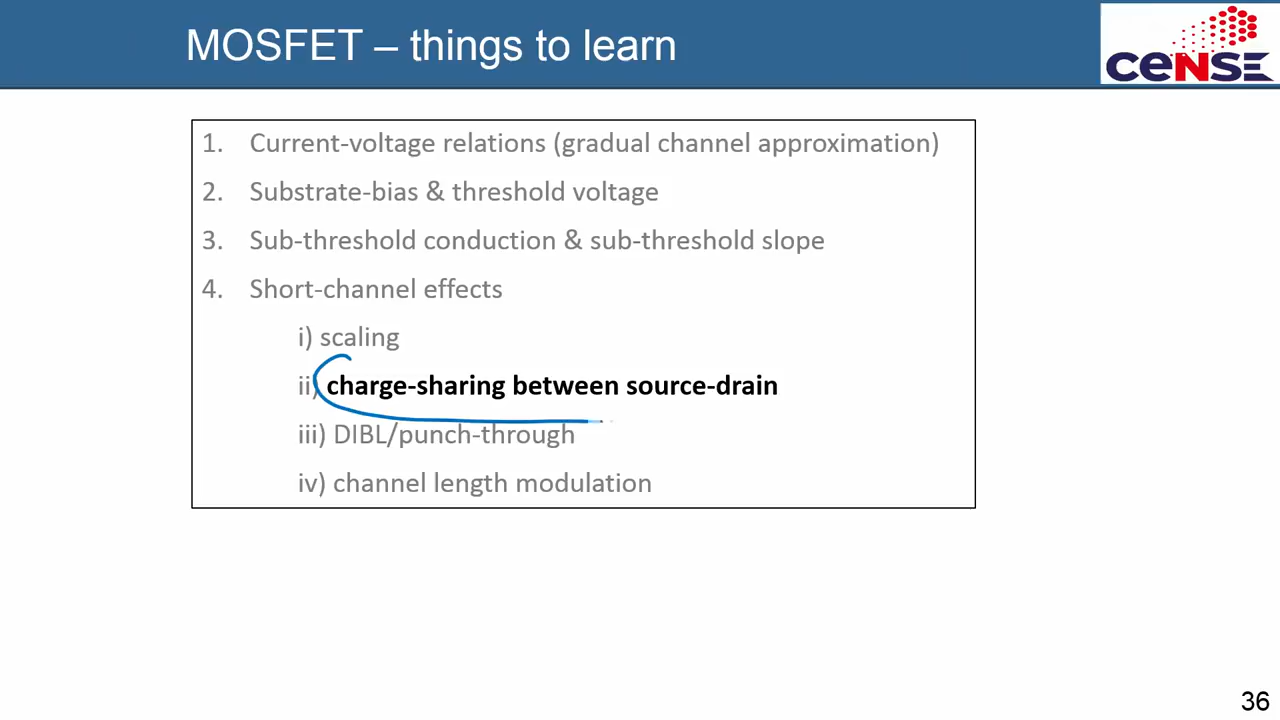 MOSFET – things to learn
ceNSE
1. Current-voltage relations (gradual channel approximation)
2. Substrate-bias & threshold voltage
3. Sub-threshold conduction & sub-threshold slope
4. Short-channel effects
i) scaling
ii) charge-sharing between source-drain
iii) DIBL/punch-through
iv) channel length modulation
36